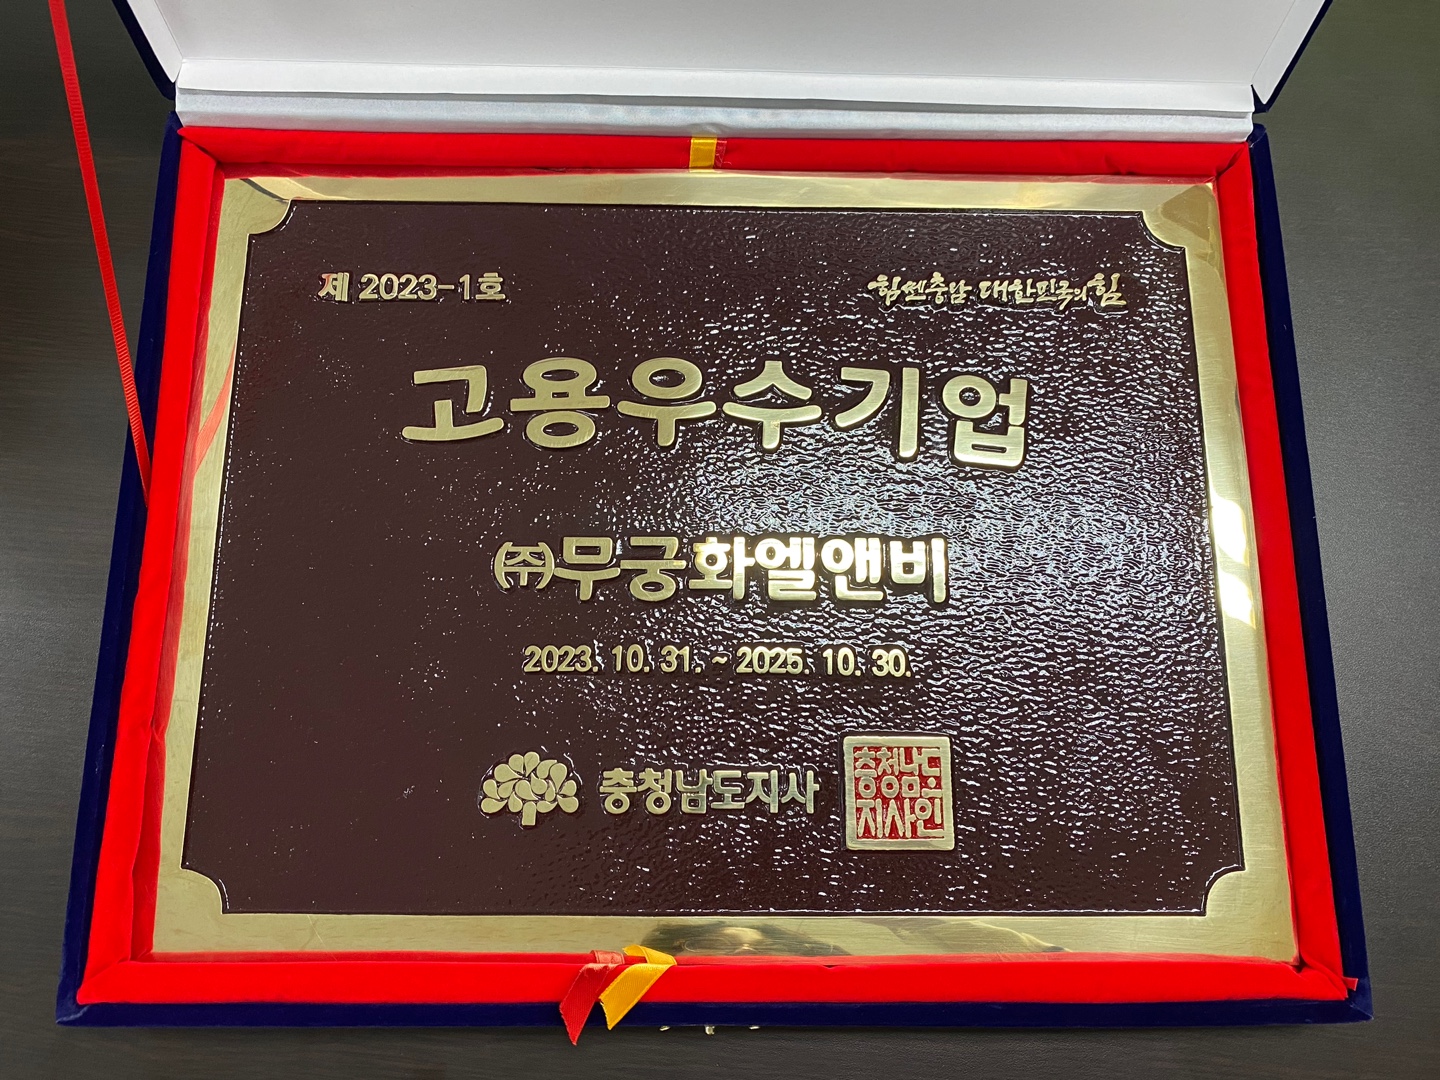 제 2023-1호
힘쎈충남 대한민국의 힘
고용우수기업
㈜무궁화엘앤비
2023. 10. 31. ~ 2025. 10. 30.
충청남도지사
충청남도
지사인